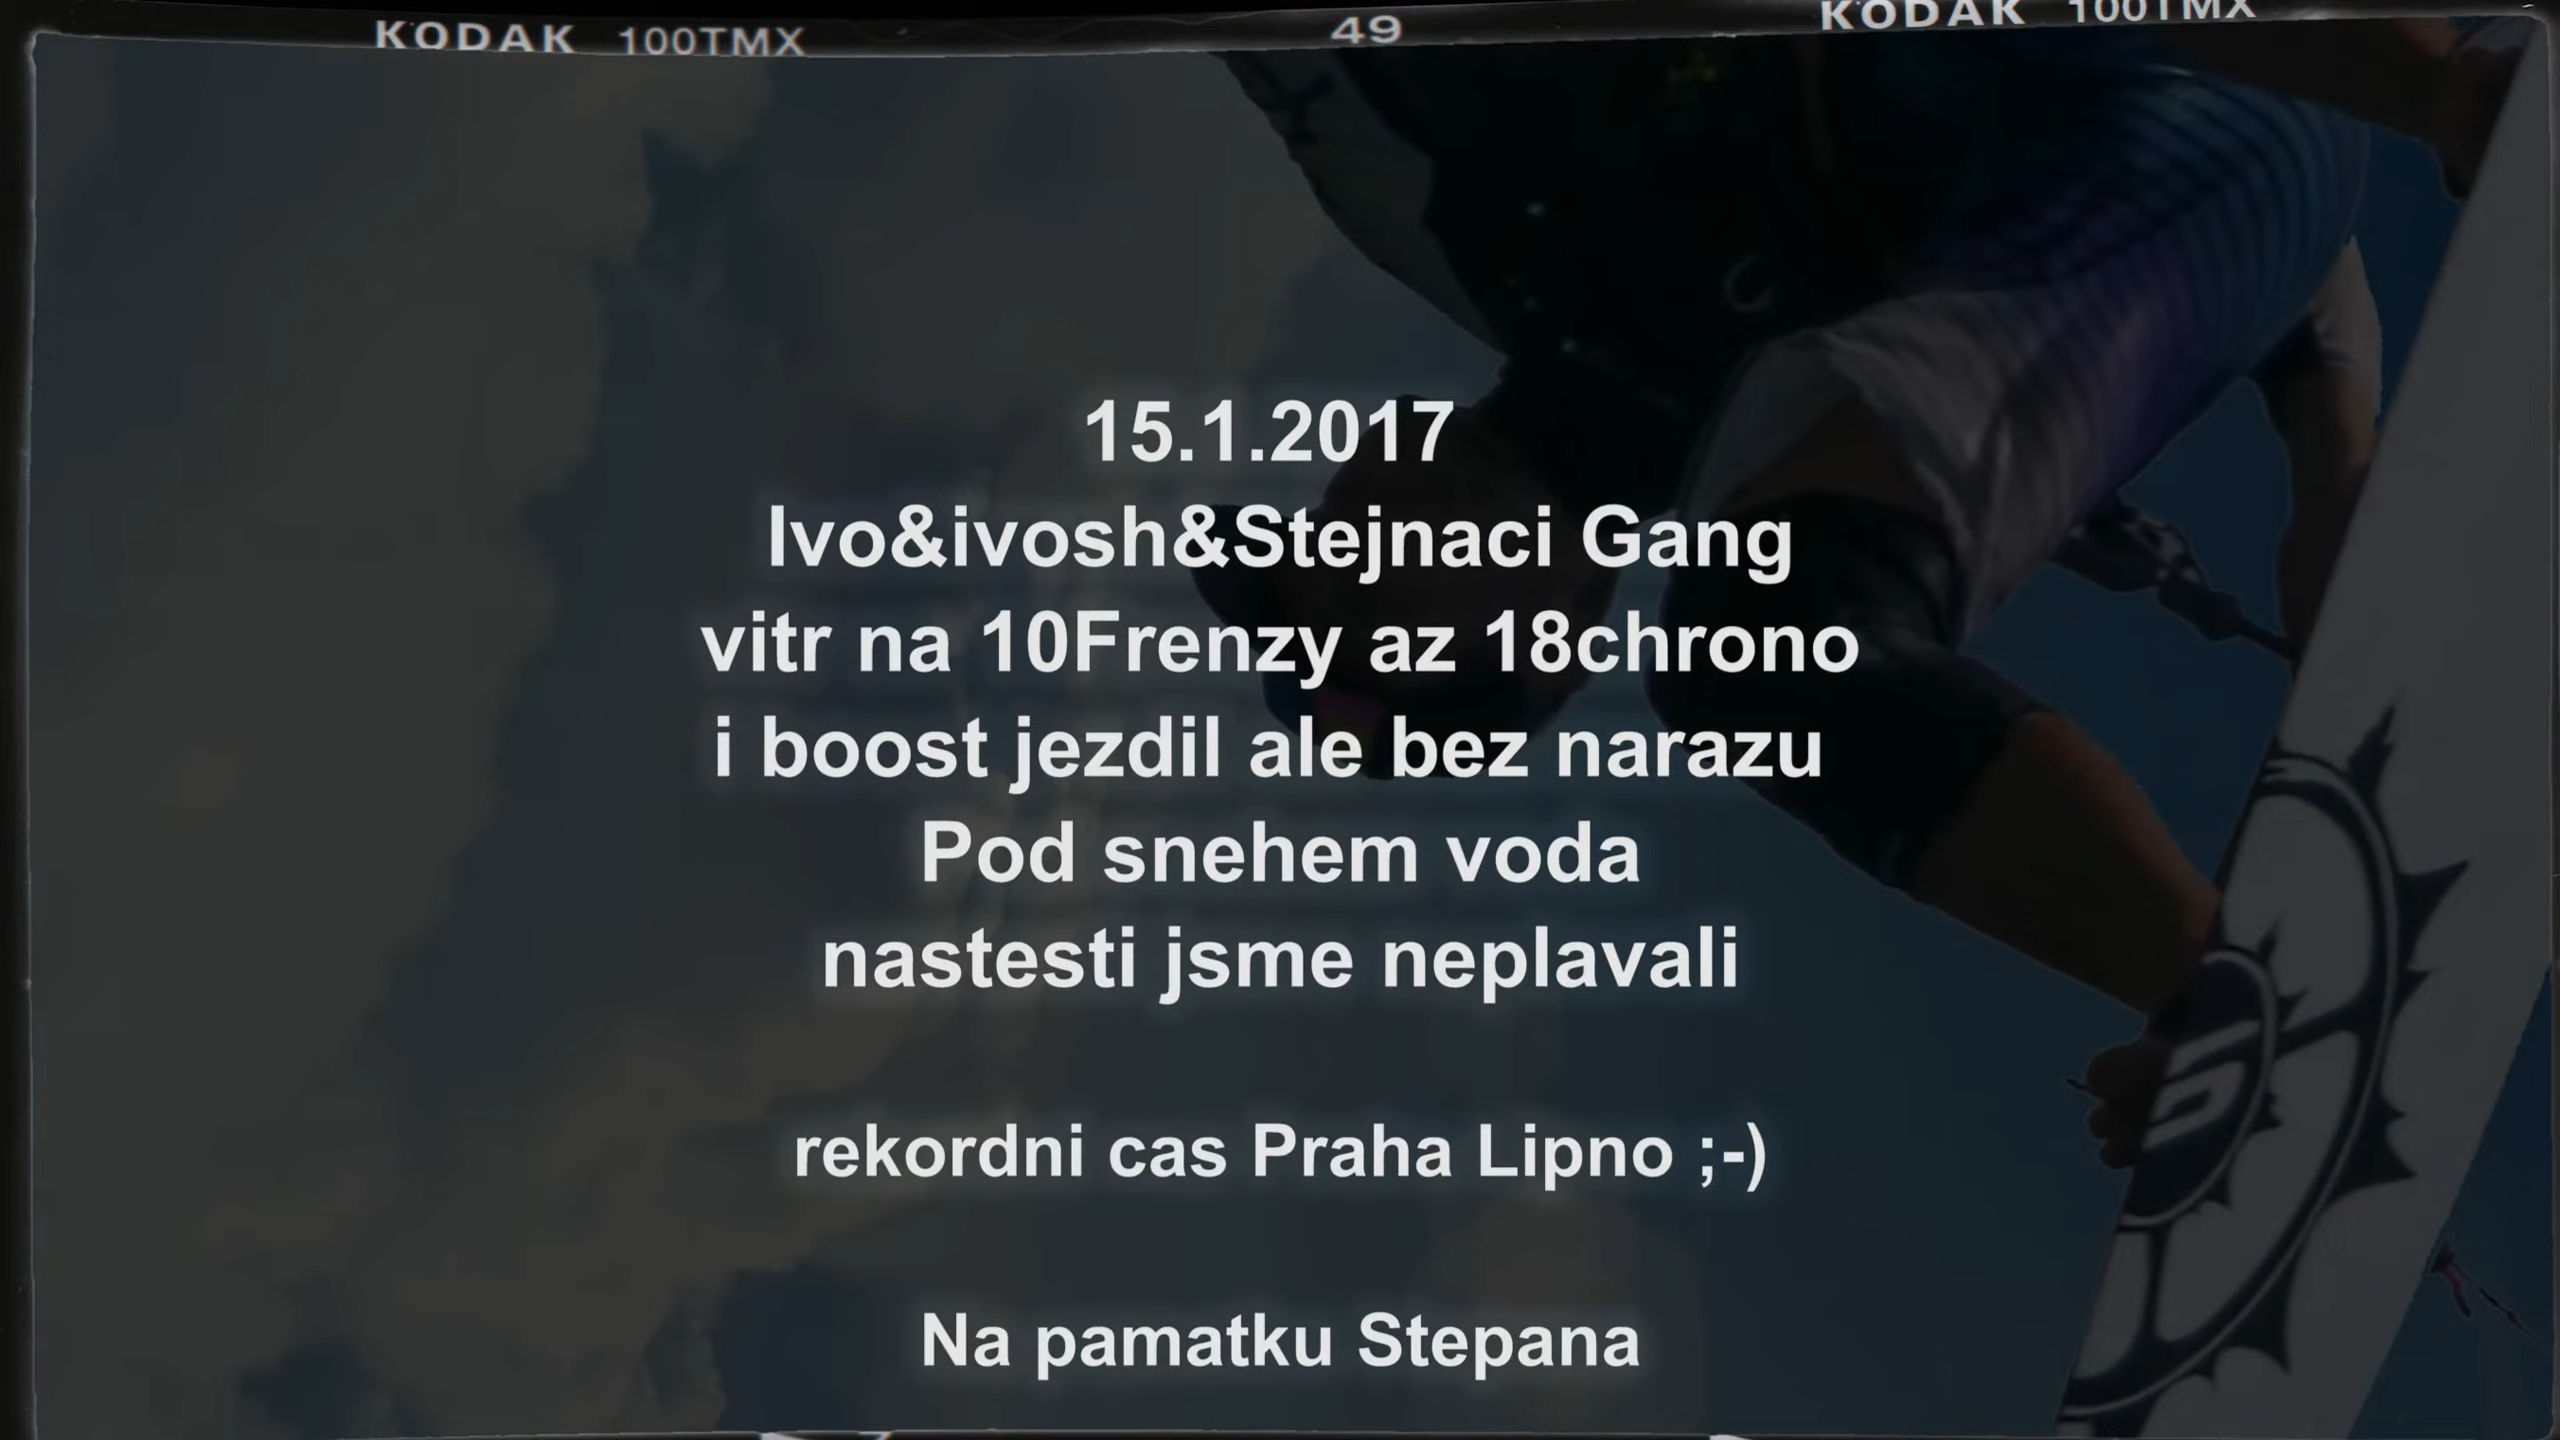 KODAK 100TMX 49 KODAK 100TMX
15.1.2017
Ivo&ivosh&Stejnaci Gang
vitr na 10Frenzy az 18chrono
i boost jezdil ale bez narazu
Pod snehem voda
nastesti jsme neplavali
rekordni cas Praha Lipno ;-)
Na pamatku Stepana